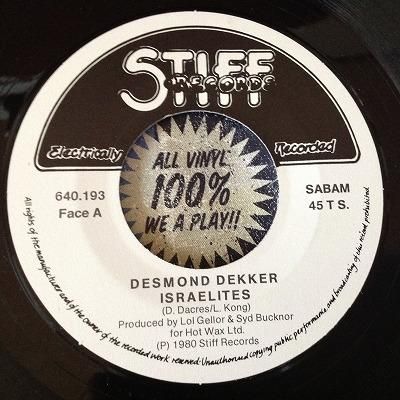 STIFF
RECORDS
Electrically Recorded
ALL VINYL
100%
WE A PLAY!!
640.193
Face A
SABAM
45 T S.
DESMOND DEKKER
ISRAELITES
(D. Dacres/L. Kong)
Produced by Lol Gellor & Syd Bucknor
for Hot Wax Ltd.
(P) 1980 Stiff Records
All rights of the manufacturer and of the owner of the recorded work reserved. Unauthorised copying public performance and broadcasting of this record prohibited.